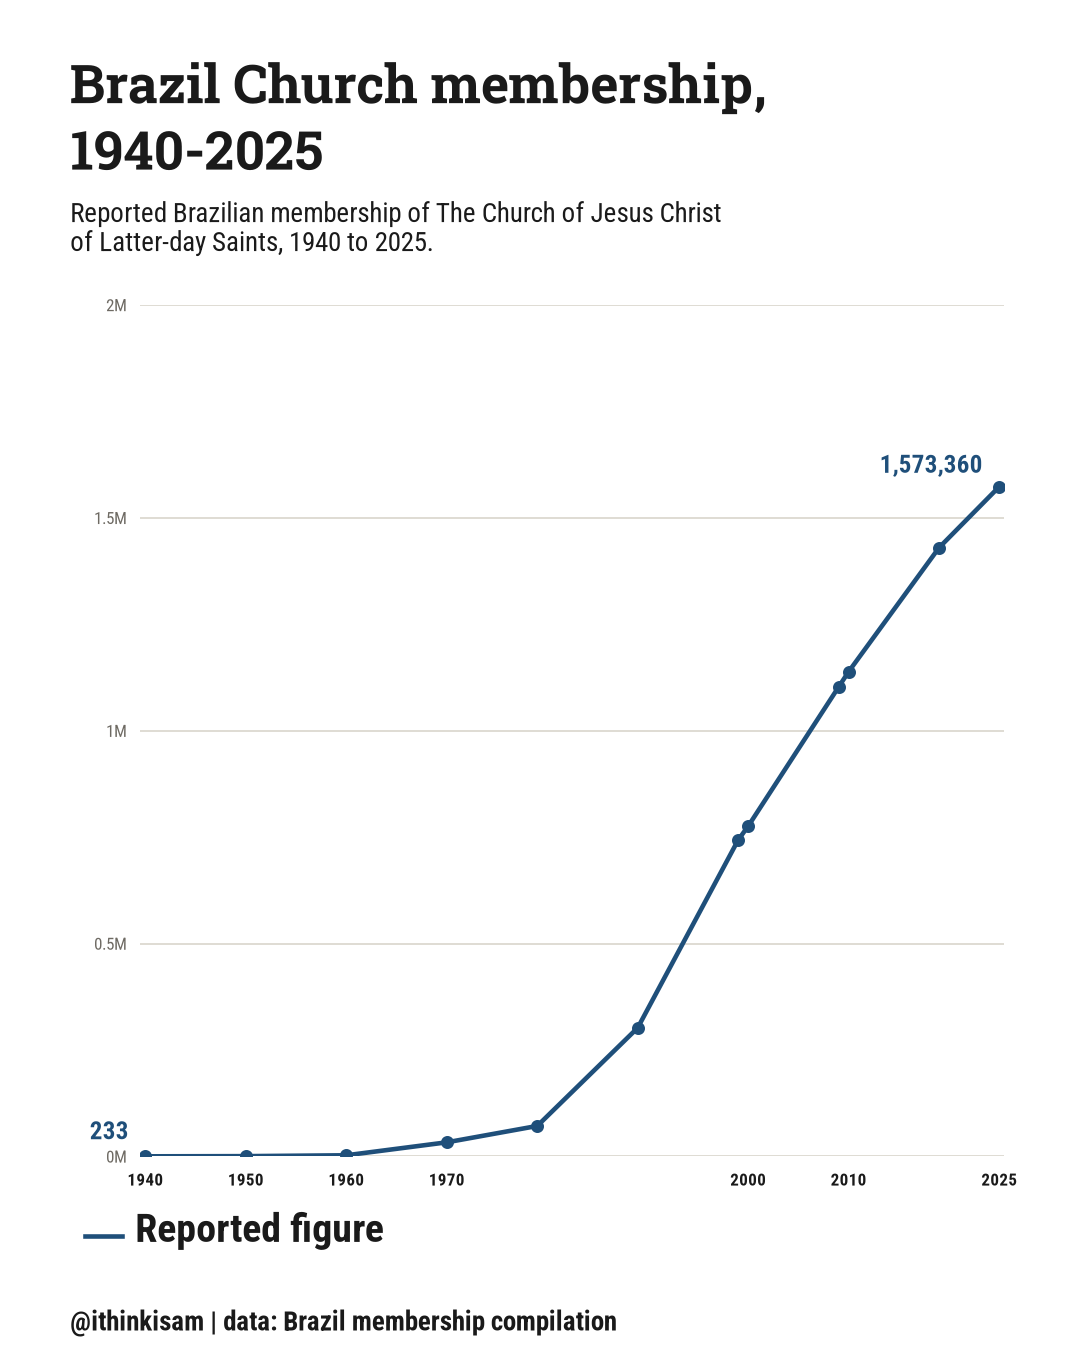 Brazil Church membership,
1940-2025
Reported Brazilian membership of The Church of Jesus Christ
of Latter-day Saints, 1940 to 2025.
2M
1,573,360
1.5M
1M
0.5M
233
0M
1940 1950 1960 1970 2000 2010 2025
Reported figure
@ithinkisam | data: Brazil membership compilation